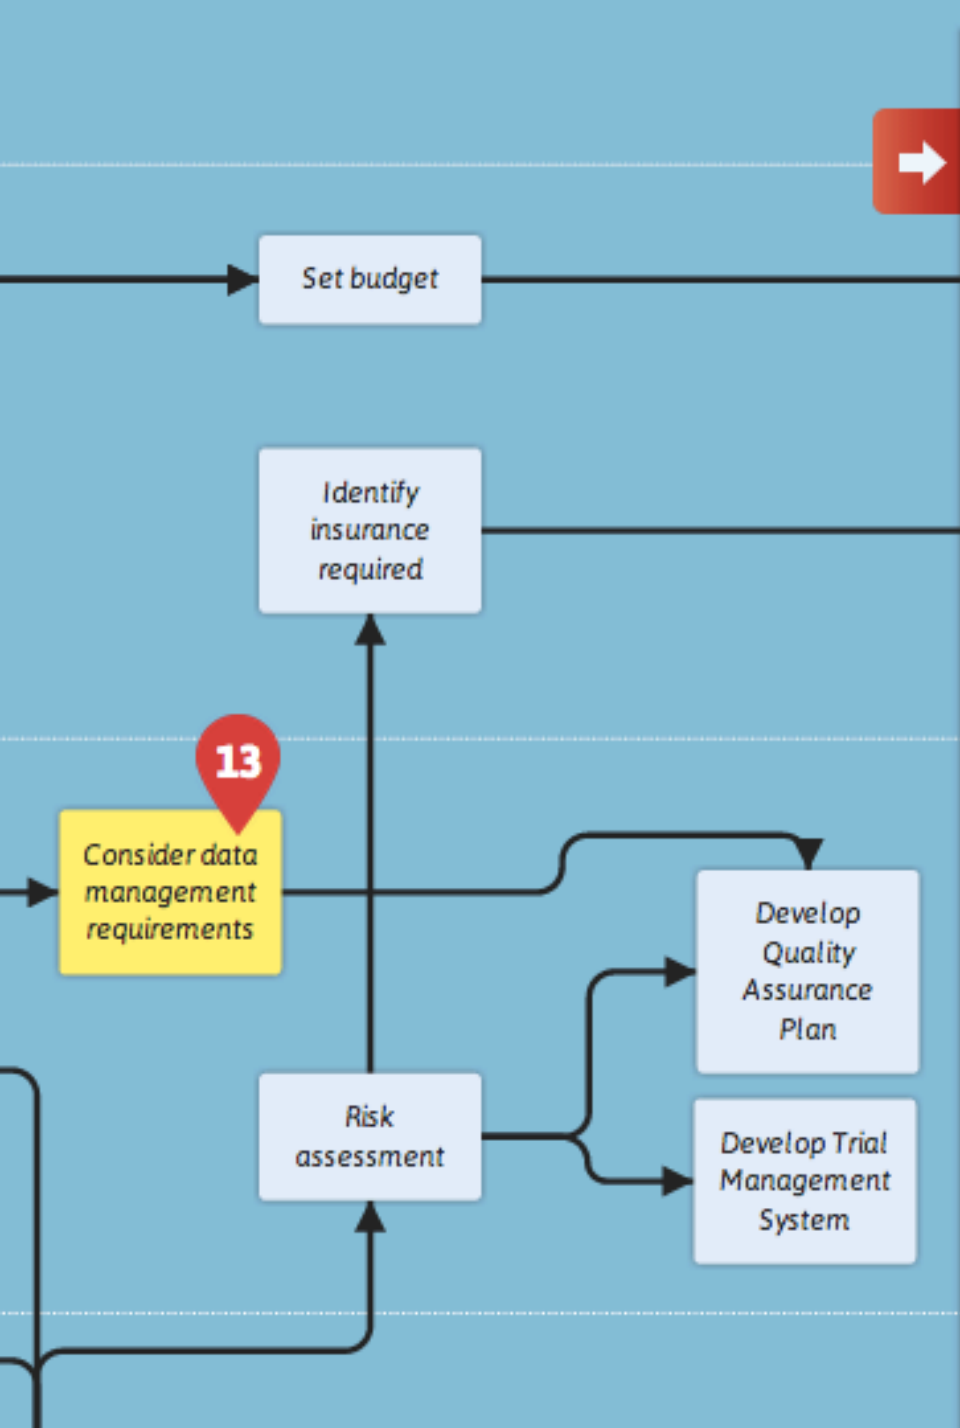 Set budget
Identify
insurance
required
13
Consider data
management
requirements
Develop
Quality
Assurance
Plan
Risk
assessment
Develop Trial
Management
System